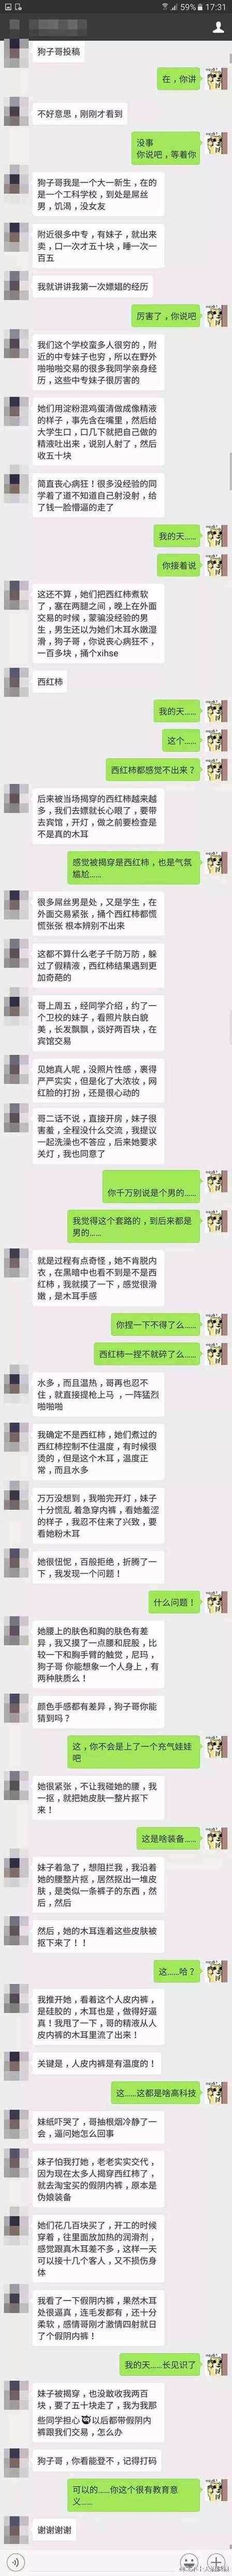 59% 17:31
狗子哥投稿
在，你讲
不好意思，刚刚才看到
没事
你说吧，等着你
狗子哥我是一个大一新生，在的
是一个工科学校，到处是屌丝
男，饥渴，没女友
附近很多中专，有妹子，就出来
卖，口一次才五十块，睡一次一
百五
我就讲讲我第一次嫖娼的经历
厉害了，你说吧
我们这个学校蛮多人很穷的，附
近的中专妹子也穷，所以在野外
啪啪啪交易的很多我同学亲身经
历，这些中专妹子很厉害的
她们用淀粉混鸡蛋清做成像精液
的样子，事先含在嘴里，然后给
大学生口，口几下就把自己做的
精液吐出来，说别人射了，然后
收五十块
简直丧心病狂！很多没经验的同
学着了道不知道自己射没射，给
了钱一脸懵逼的走了
我的天……
你接着说
这还不算，她们把西红柿煮软
了，塞在两腿之间，晚上在外面
交易的时候，蒙骗没经验的男
生，男生还以为她们木耳水嫩湿
滑，狗子哥，你说丧心病狂不，
一百多块，捅个xihse
西红柿
我的天……
这个……
西红柿都感觉不出来？
后来被当场揭穿的西红柿越来越
多，我们去嫖就长心眼了，要带
去宾馆，开灯，做之前要检查是
不是真的木耳
感觉被揭穿是西红柿，也是气氛
尴尬……
很多屌丝男是处，又是学生，在
外面交易紧张，捅个西红柿都慌
慌张张 根本辨别不出来
这都不算什么老子千防万防，躲
过了假精液，西红柿结果遇到更
加奇葩的
哥上周五，经同学介绍，约了一
个卫校的妹子，看照片肤白貌
美，长发飘飘，谈好两百块，在
宾馆交易
见她真人呢，没照片性感，裹得
严严实实，但是化了大浓妆，网
红脸的打扮，还是很心动的
哥二话不说，直接开房，妹子很
害羞，全程没什么交流，我提议
一起洗澡也不答应，后来她要求
关灯，我也同意了
你千万别说是个男的……
我觉得这个套路的，到后来都是
男的……
就是过程有点奇怪，她不肯脱内
衣，在黑暗中也看不到是不是西
红柿，我就摸了一下，感觉很滑
嫩，是木耳手感
你捏一下不得了么……
西红柿一捏不就碎了么……
水多，而且温热，哥再也忍不
住，就直接提枪上马 ，一阵猛烈
啪啪啪
我确定不是西红柿，她们煮过的
西红柿控制不住温度，有时候很
烫的，但是这个木耳，温度正
常，而且水多
万万没想到，我啪完开灯，妹子
十分慌乱 着急穿内裤，看她羞涩
的样子，我忍不住来了兴致，要
看她粉木耳
她很忸怩，百般拒绝，折腾了一
下，我发现一个问题！
什么问题！
她腰上的肤色和胸的肤色有差
异，我又摸了一点腰和屁股，比
较一下和胸手臂的触觉，尼玛，
狗子哥 你能想象一个人身上，有
两种肤质么！
颜色手感都有差异，狗子哥你能
猜到吗？
这，你不会是上了一个充气娃娃
吧
她很紧张，不让我碰她的腰，我
一抠，就把她皮肤一整片抠下
来！
这是啥装备……
妹子着急了，想阻拦我，我沿着
她的腰整片抠，居然抠出一堆皮
肤，是类似一条裤子的东西，然
后，然后
然后，她的木耳连着这些皮肤被
抠下来了！！
这……哈？
我推开她，看着这个人皮内裤，
是硅胶的，木耳也是，做得好逼
真！我甩了一下，哥的精液从人
皮内裤的木耳里流了出来！
关键是，人皮内裤是有温度的！
这……这都是啥高科技
妹纸吓哭了，哥抽根烟冷静了一
会，逼问她怎么回事
妹子怕我打她，老老实实交代，
因为现在太多人揭穿西红柿了，
就去淘宝买的假阴内裤，原本是
伪娘装备
她们花几百块买了，开工的时候
穿着，往里面放加热的润滑剂，
感觉跟真木耳差不多，这样一天
可以接十几个客人，又不损伤身
体
我看了一下假阴内裤，果然木耳
处很逼真，连毛发都有，还十分
柔软，感情哥刚才激情四射就日
了个假阴内裤！
我的天……长见识了
妹子被揭穿，也没敢收我两百
块，要了五十块走了，我为我那
些同学担心以后都带假阴内
裤跟我们交易，怎么办
狗子哥，你看能登不，记得打码
可以的……你这个很有教育意
义……
谢谢谢谢